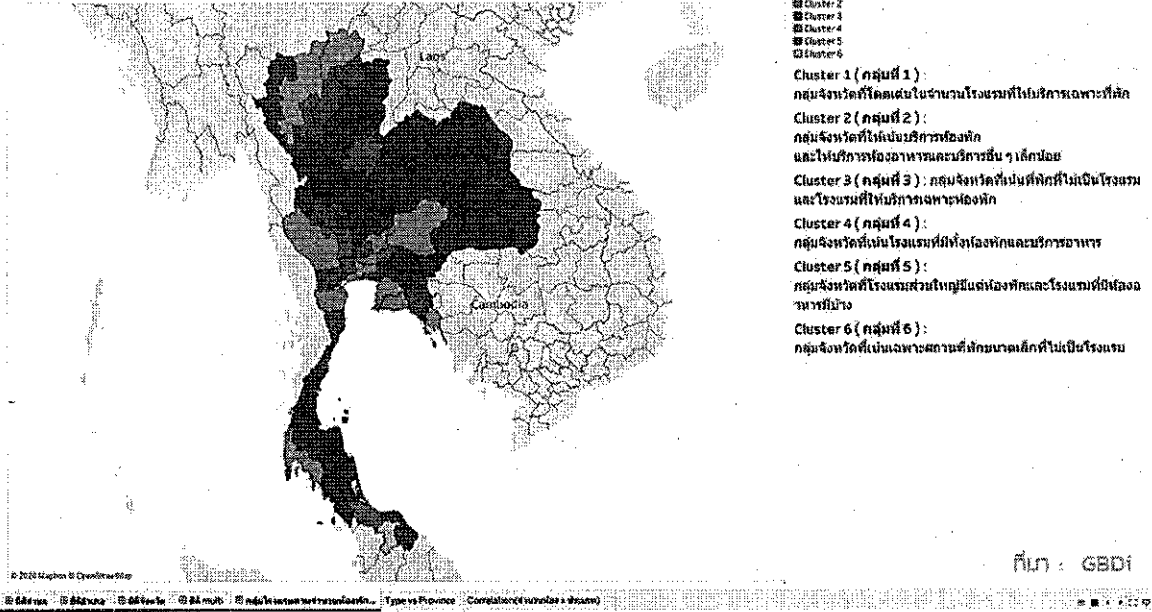 Cluster 2
Cluster 3
Cluster 4
Cluster 5
Cluster 6
Cluster 1 ( กลุ่มที่ 1 ) :
กลุ่มจังหวัดที่โดดเด่นในจำนวนโรงแรมที่ให้บริการเฉพาะที่พัก
Cluster 2 ( กลุ่มที่ 2 ) :
กลุ่มจังหวัดที่ให้เน้นบริการห้องพัก
และให้บริการห้องอาหารและบริการอื่น ๆ เล็กน้อย
Cluster 3 ( กลุ่มที่ 3 ) : กลุ่มจังหวัดที่เน้นที่พักที่ไม่เป็นโรงแรม
และโรงแรมที่ให้บริการเฉพาะห้องพัก
Cluster 4 ( กลุ่มที่ 4 ) :
กลุ่มจังหวัดที่เน้นโรงแรมที่มีทั้งห้องพักและบริการอาหาร
Cluster 5 ( กลุ่มที่ 5 ) :
กลุ่มจังหวัดที่โรงแรมส่วนใหญ่มีแต่ห้องพักและโรงแรมที่มีห้องอ
าหารมีบ้าง
Cluster 6 ( กลุ่มที่ 6 ) :
กลุ่มจังหวัดที่เน้นเฉพาะสถานที่พักขนาดเล็กที่ไม่เป็นโรงแรม
Laos
Cambodia
© 2020 Mapbox © OpenStreetMap
ที่มา : GBDi
Type vs Province